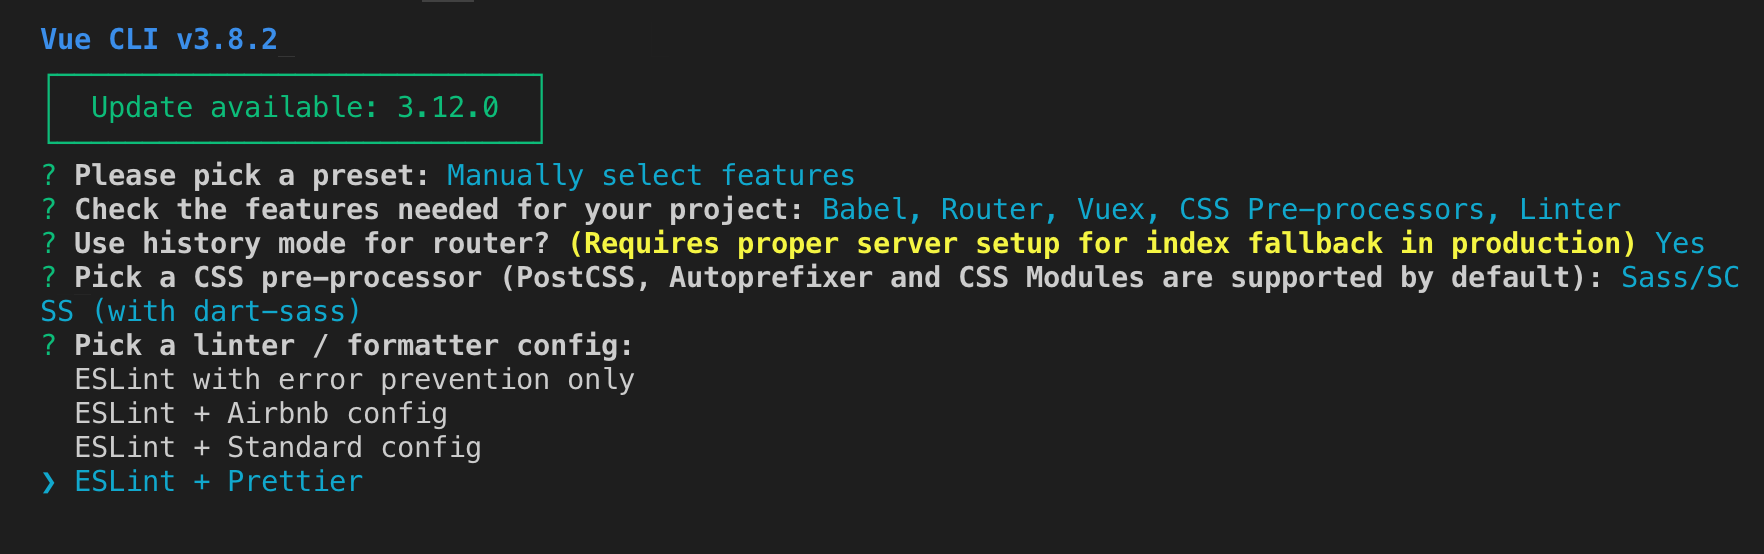 Vue CLI v3.8.2_
Update available: 3.12.0
? Please pick a preset: Manually select features
? Check the features needed for your project: Babel, Router, Vuex, CSS Pre-processors, Linter
? Use history mode for router? (Requires proper server setup for index fallback in production) Yes
? Pick a CSS pre-processor (PostCSS, Autoprefixer and CSS Modules are supported by default): Sass/SC
SS (with dart-sass)
? Pick a linter / formatter config:
ESLint with error prevention only
ESLint + Airbnb config
ESLint + Standard config
❯ ESLint + Prettier